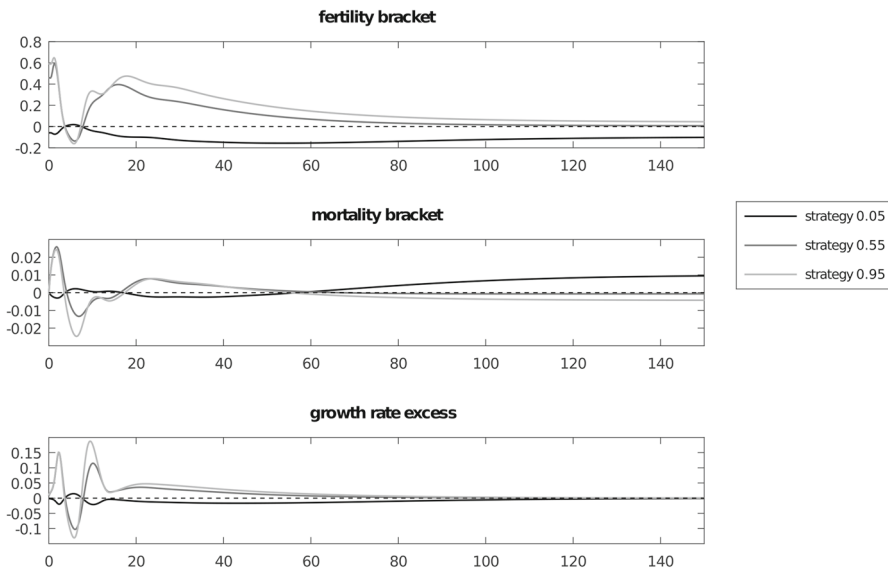 fertility bracket
0.8
0.6
0.4
0.2
0
-0.2
0 20 40 60 80 100 120 140
mortality bracket
0.02
0.01
0
-0.01
-0.02
0 20 40 60 80 100 120 140
strategy 0.05
strategy 0.55
strategy 0.95
growth rate excess
0.15
0.1
0.05
0
-0.05
-0.1
0 20 40 60 80 100 120 140